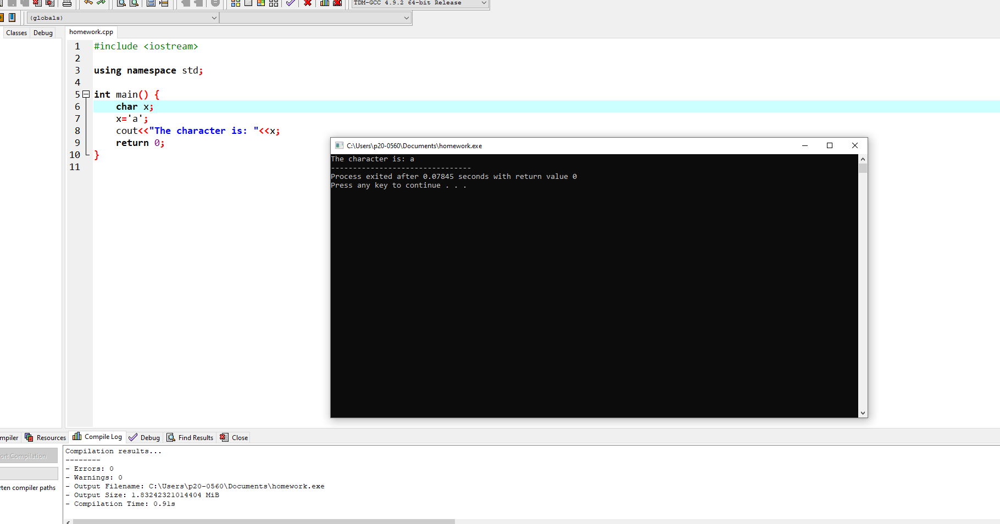 TDM-GCC 4.9.2 64-bit Release
(globals)
Classes Debug homework.cpp
1 #include <iostream>
2
3 using namespace std;
4
5 int main() {
6 char x;
7 x='a';
8 cout<<"The character is: "<<x;
9 return 0;
10 }
11
C:\Users\p20-0560\Documents\homework.exe
The character is: a
--------------------------------
Process exited after 0.07845 seconds with return value 0
Press any key to continue . . .
mpiler Resources Compile Log Debug Find Results Close
ort Compilation
rten compiler paths
Compilation results...
--------
- Errors: 0
- Warnings: 0
- Output Filename: C:\Users\p20-0560\Documents\homework.exe
- Output Size: 1.83242321014404 MiB
- Compilation Time: 0.91s